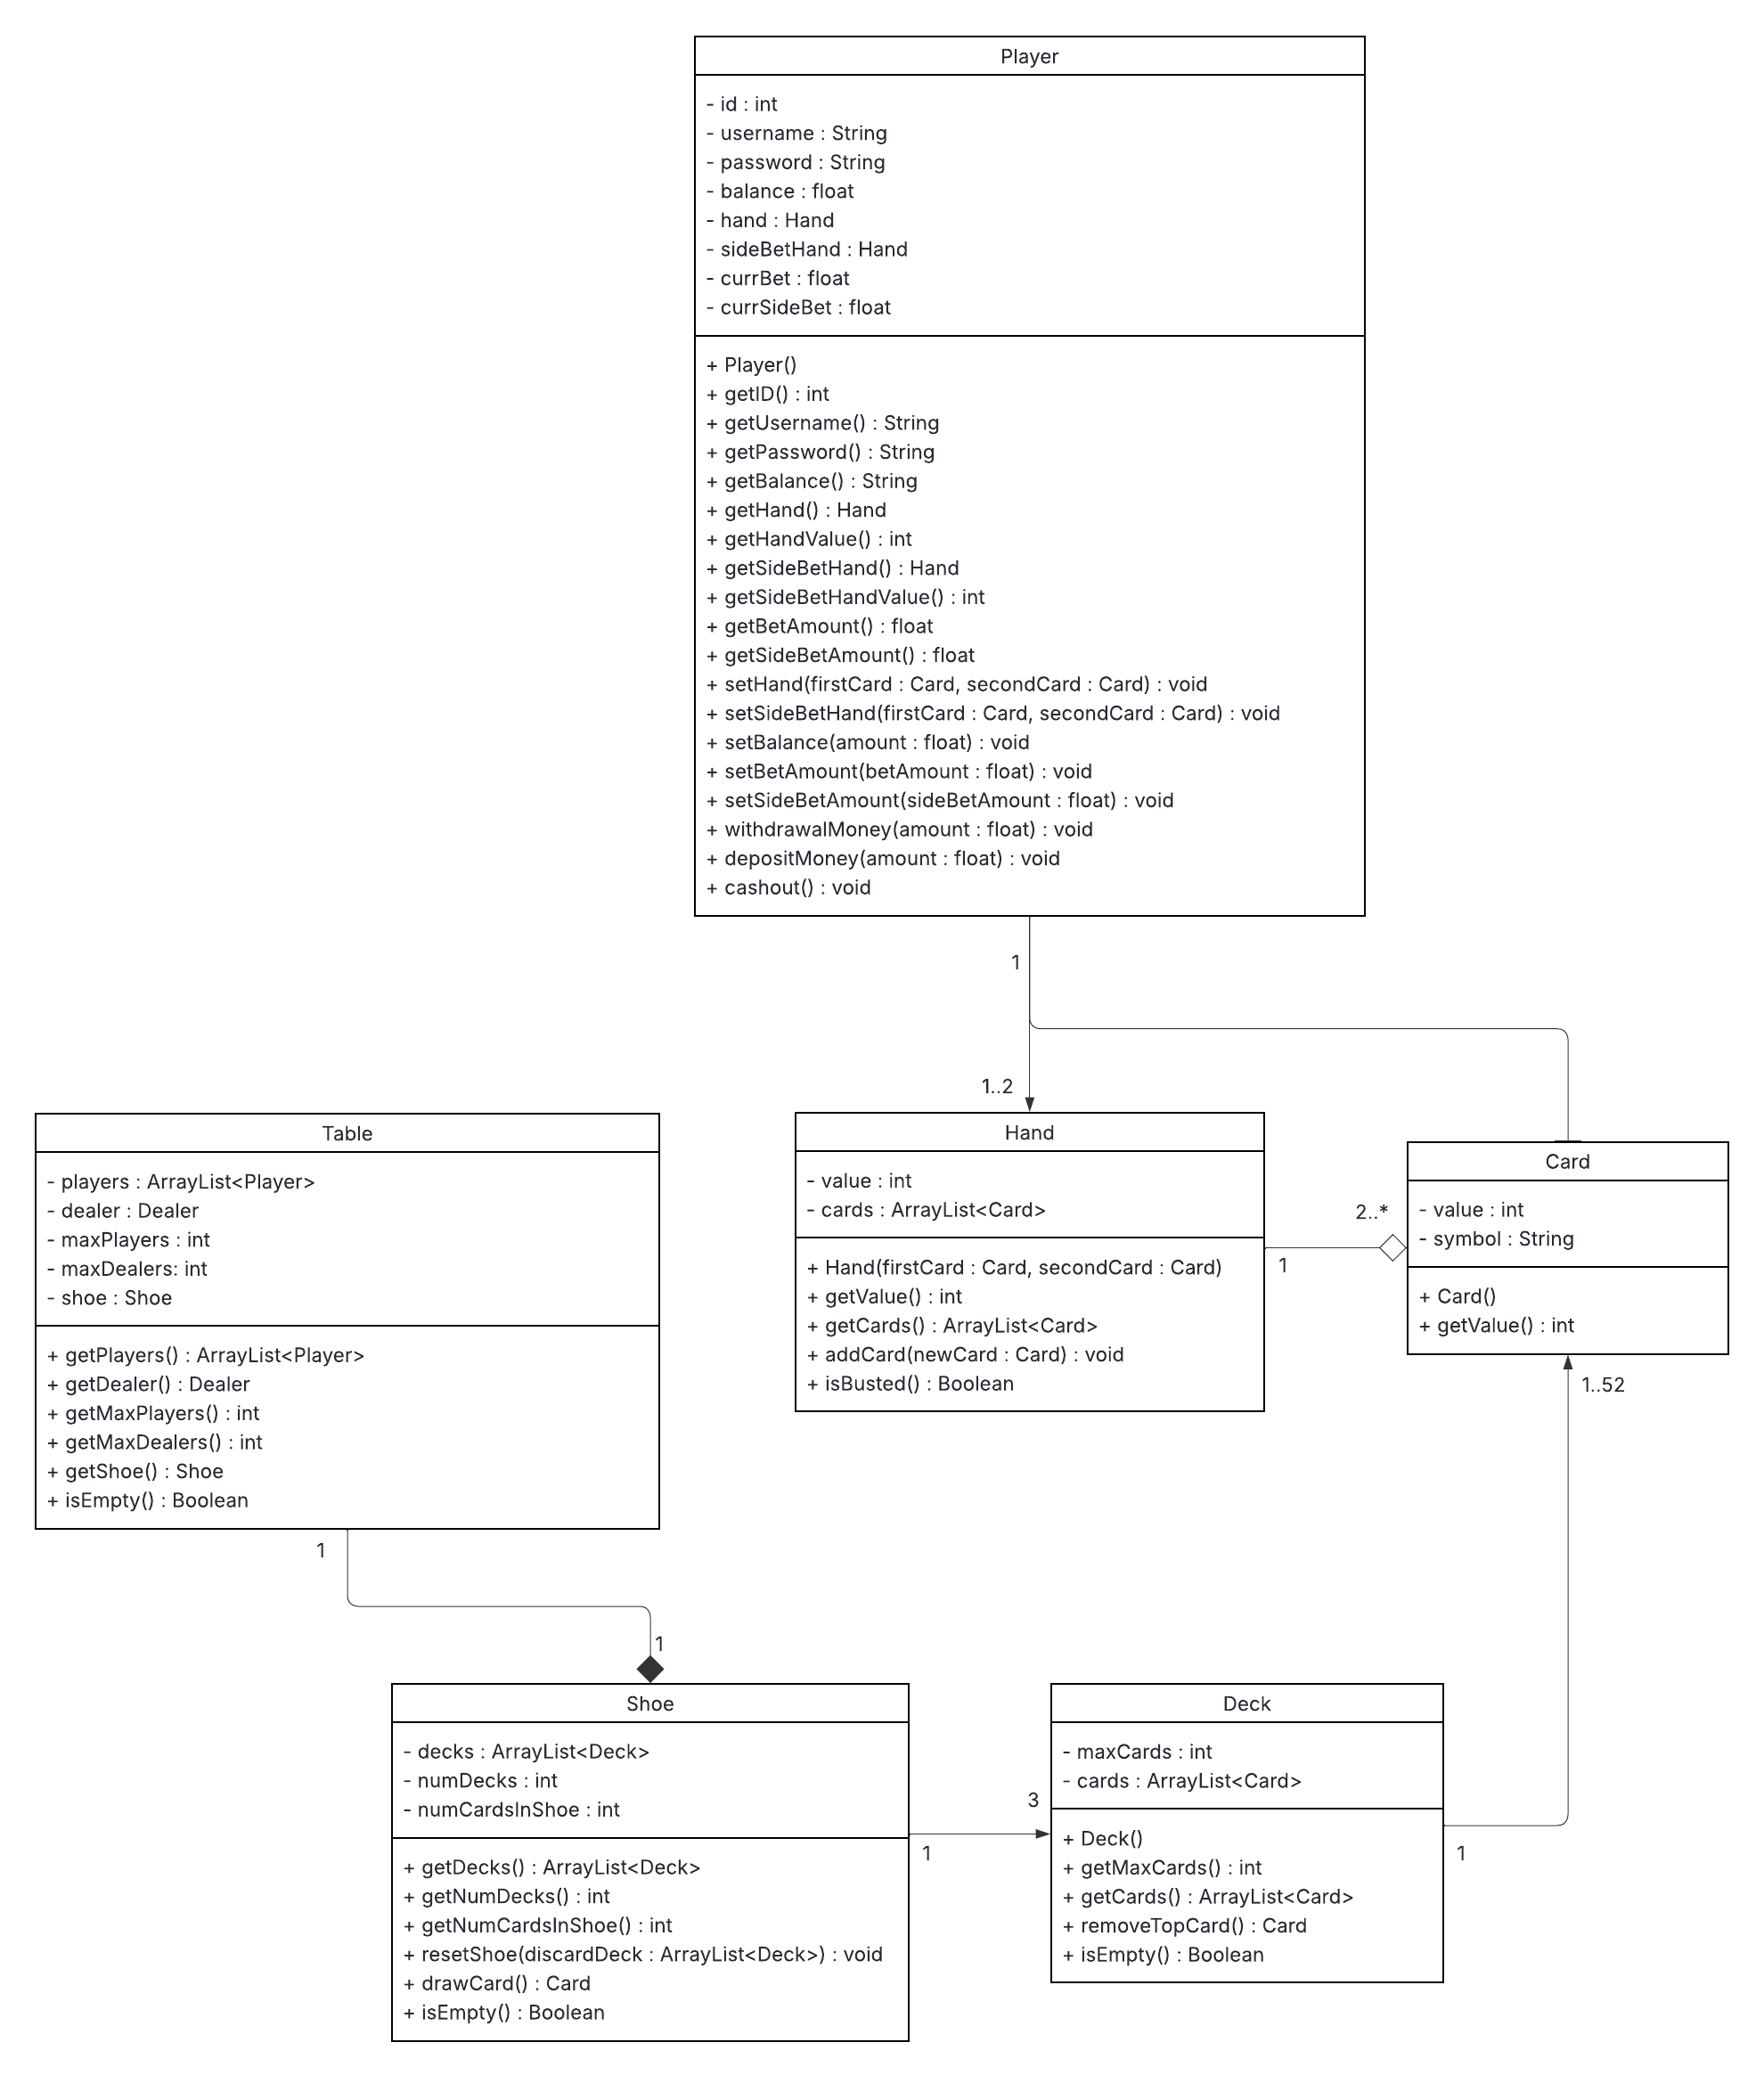 Player
- id : int
- username : String
- password : String
- balance : float
- hand : Hand
- sideBetHand : Hand
- currBet : float
- currSideBet : float
+ Player()
+ getID() : int
+ getUsername() : String
+ getPassword() : String
+ getBalance() : String
+ getHand() : Hand
+ getHandValue() : int
+ getSideBetHand() : Hand
+ getSideBetHandValue() : int
+ getBetAmount() : float
+ getSideBetAmount() : float
+ setHand(firstCard : Card, secondCard : Card) : void
+ setSideBetHand(firstCard : Card, secondCard : Card) : void
+ setBalance(amount : float) : void
+ setBetAmount(betAmount : float) : void
+ setSideBetAmount(sideBetAmount : float) : void
+ withdrawalMoney(amount : float) : void
+ depositMoney(amount : float) : void
+ cashout() : void
1
1..2
Table
- players : ArrayList<Player>
- dealer : Dealer
- maxPlayers : int
- maxDealers: int
- shoe : Shoe
+ getPlayers() : ArrayList<Player>
+ getDealer() : Dealer
+ getMaxPlayers() : int
+ getMaxDealers() : int
+ getShoe() : Shoe
+ isEmpty() : Boolean
1
1
Hand
- value : int
- cards : ArrayList<Card>
+ Hand(firstCard : Card, secondCard : Card)
+ getValue() : int
+ getCards() : ArrayList<Card>
+ addCard(newCard : Card) : void
+ isBusted() : Boolean
2..*
1
Card
- value : int
- symbol : String
+ Card()
+ getValue() : int
1..52
Shoe
- decks : ArrayList<Deck>
- numDecks : int
- numCardsInShoe : int
+ getDecks() : ArrayList<Deck>
+ getNumDecks() : int
+ getNumCardsInShoe() : int
+ resetShoe(discardDeck : ArrayList<Deck>) : void
+ drawCard() : Card
+ isEmpty() : Boolean
3
1
Deck
- maxCards : int
- cards : ArrayList<Card>
+ Deck()
+ getMaxCards() : int
+ getCards() : ArrayList<Card>
+ removeTopCard() : Card
+ isEmpty() : Boolean
1